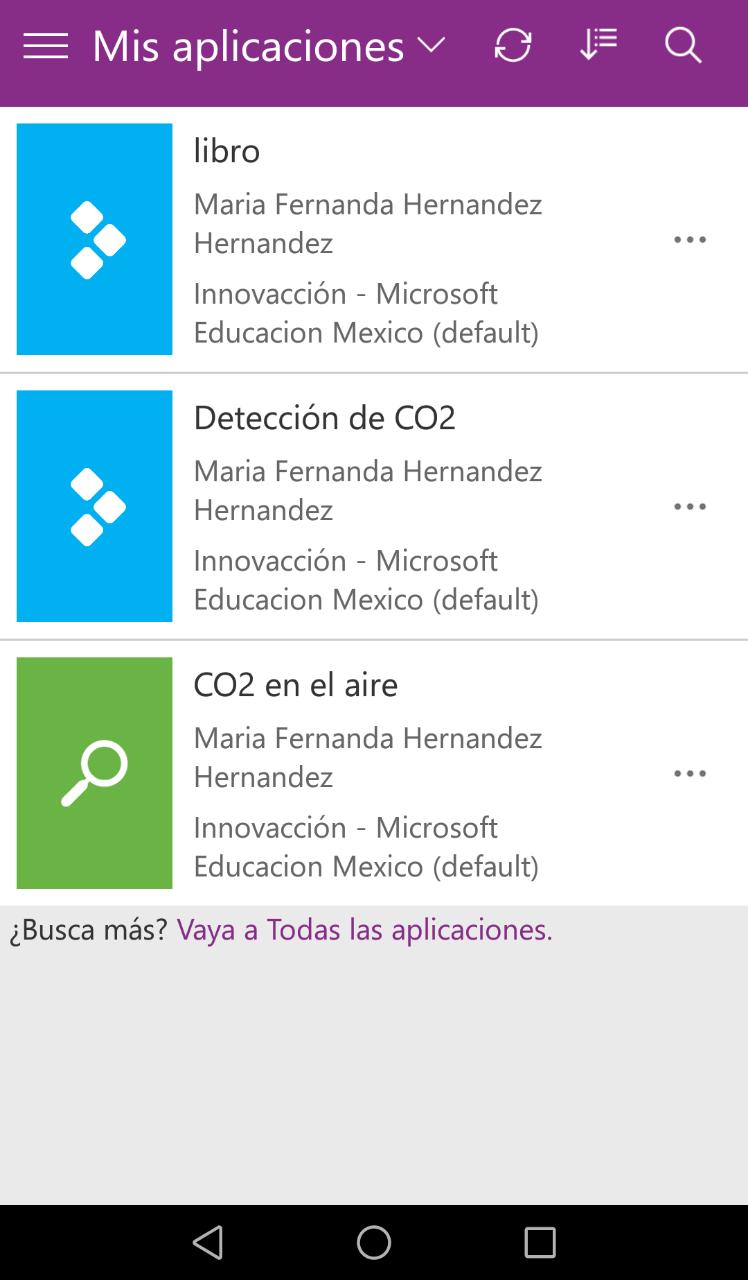 Mis aplicaciones
libro
Maria Fernanda Hernandez
Hernandez
Innovacción - Microsoft
Educacion Mexico (default)
Detección de CO2
Maria Fernanda Hernandez
Hernandez
Innovacción - Microsoft
Educacion Mexico (default)
CO2 en el aire
Maria Fernanda Hernandez
Hernandez
Innovacción - Microsoft
Educacion Mexico (default)
¿Busca más? Vaya a Todas las aplicaciones.